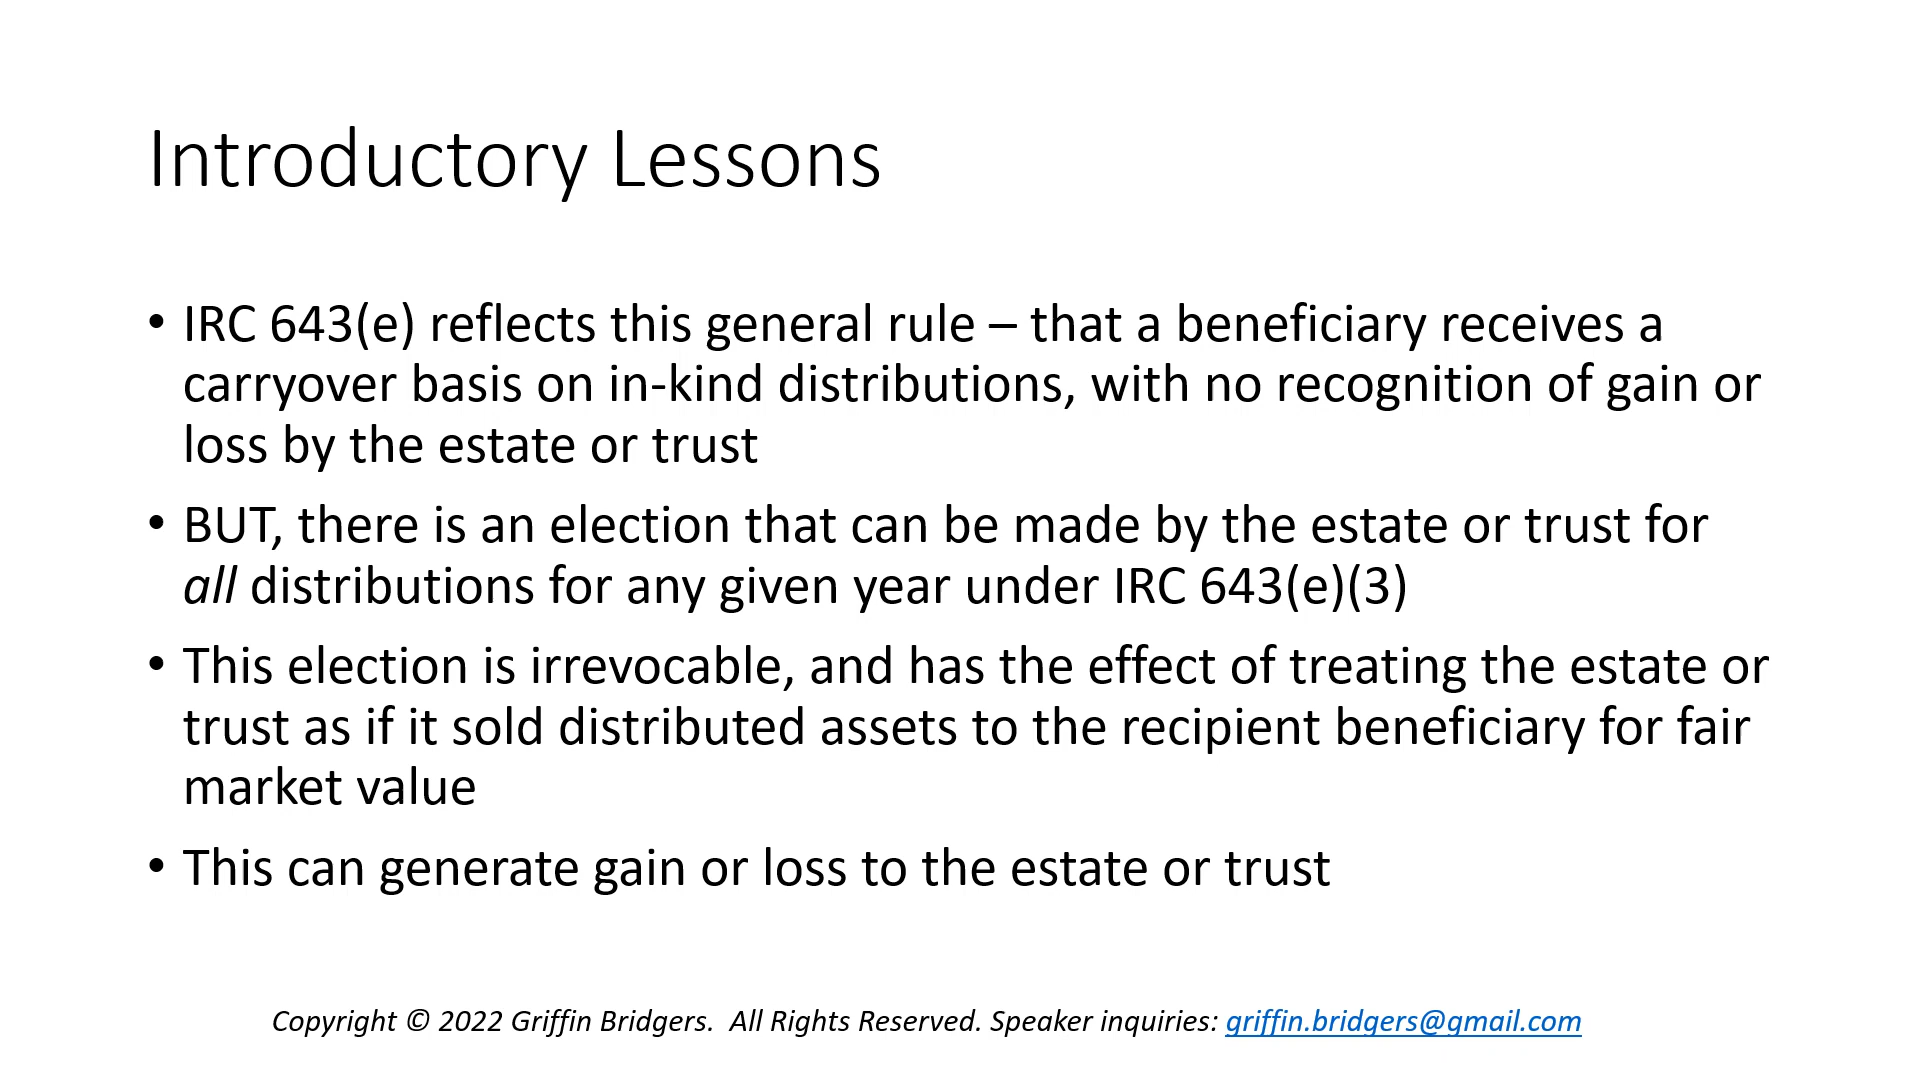 Introductory Lessons
• IRC 643(e) reflects this general rule – that a beneficiary receives a
carryover basis on in-kind distributions, with no recognition of gain or
loss by the estate or trust
• BUT, there is an election that can be made by the estate or trust for
all distributions for any given year under IRC 643(e)(3)
• This election is irrevocable, and has the effect of treating the estate or
trust as if it sold distributed assets to the recipient beneficiary for fair
market value
• This can generate gain or loss to the estate or trust
Copyright © 2022 Griffin Bridgers.  All Rights Reserved. Speaker inquiries: griffin.bridgers@gmail.com